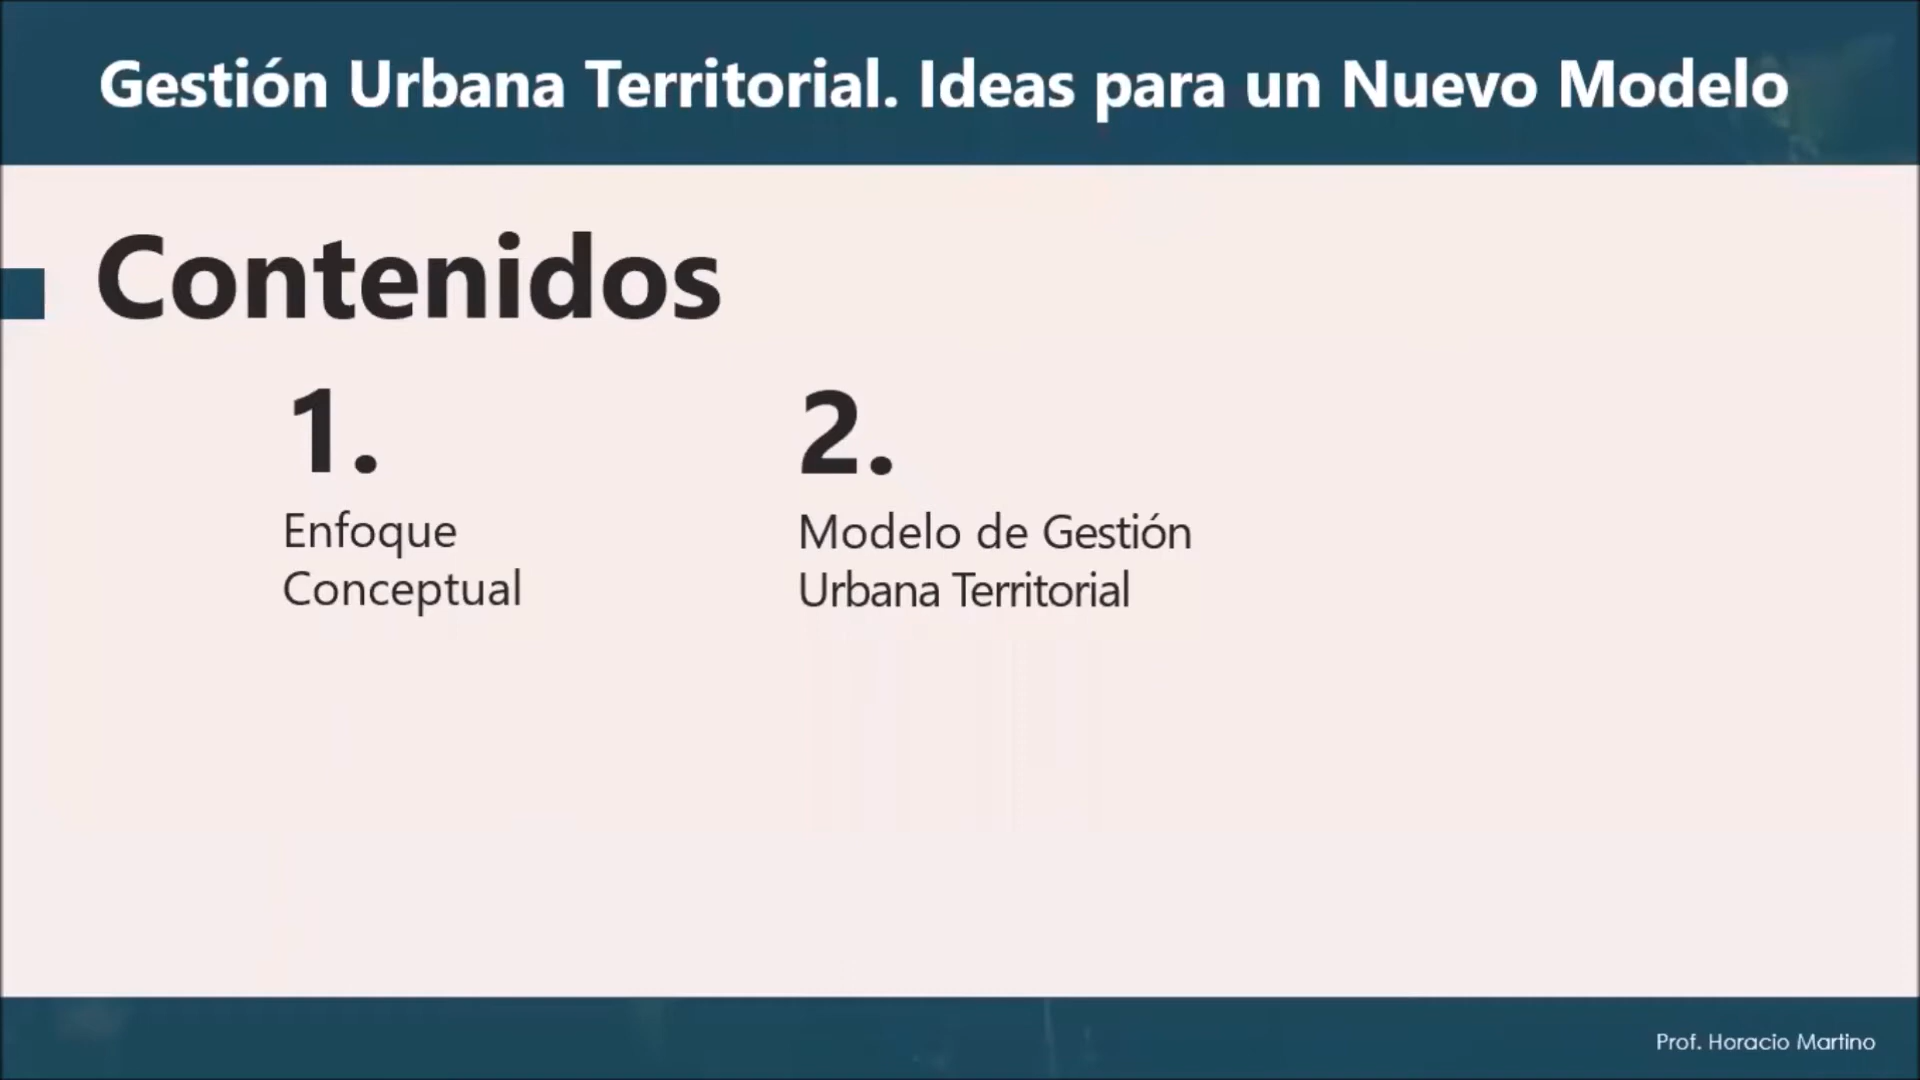 Gestión Urbana Territorial. Ideas para un Nuevo Modelo
Contenidos
1.
Enfoque
Conceptual
2.
Modelo de Gestión
Urbana Territorial
Prof. Horacio Martino